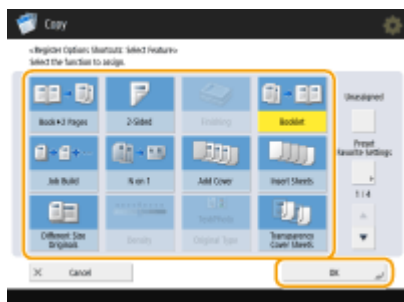 Copy
<Register Options Shortcuts: Select Feature>
Select the function to assign.
Book►2 Pages
2-Sided
Finishing
Booklet
Unassigned
Job Build
N on 1
Add Cover
Insert Sheets
Preset
Favorite Settings
1/4
Different Size
Originals
Density
Original Type
Transparency
Cover Sheets
Cancel
OK